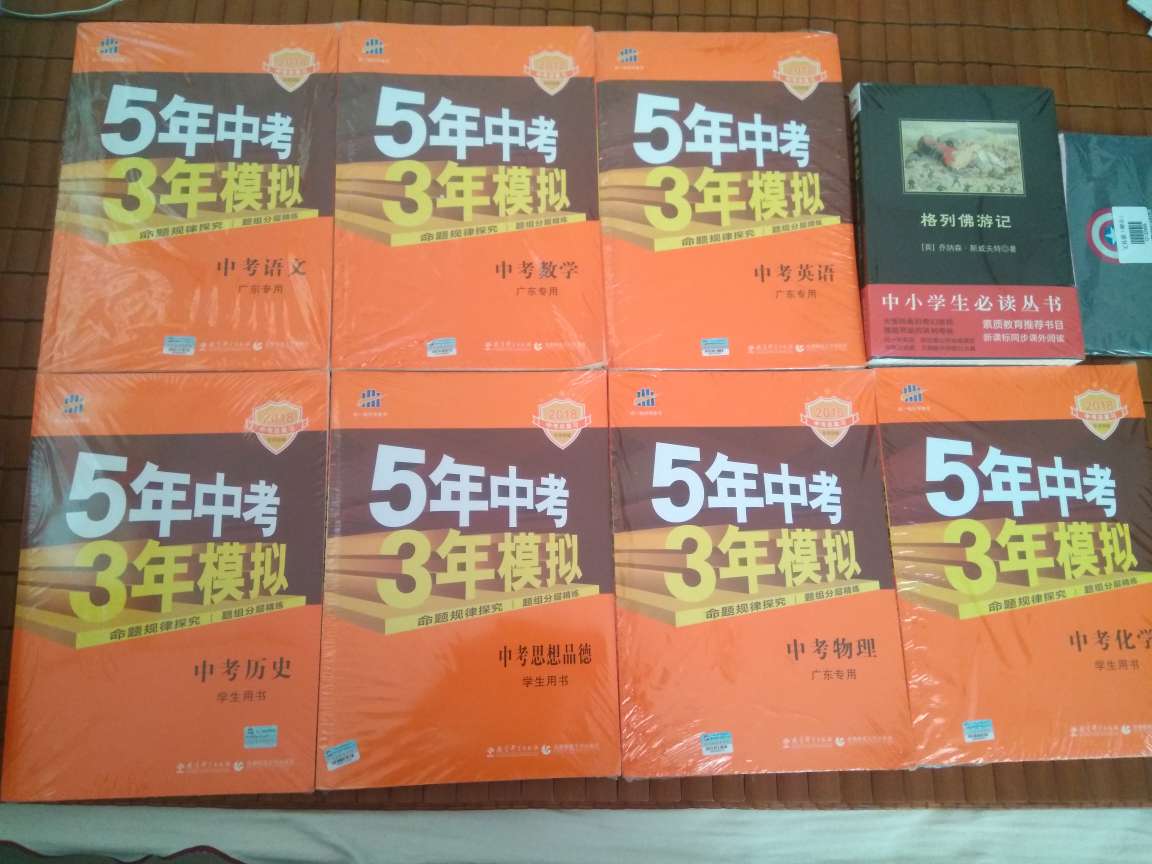 2018
5年中考
3年模拟
命题规律探究 题组分层精练
中考语文
广东专用
5年中考
3年模拟
命题规律探究 题组分层精练
中考数学
广东专用
5年中考
3年模拟
命题规律探究 题组分层精练
中考英语
广东专用
格列佛游记
[英] 乔纳森·斯威夫特◎著
中小学生必读丛书
素质教育推荐书目
新课标同步课外阅读
2018
5年中考
3年模拟
命题规律探究 题组分层精练
中考历史
学生用书
2018
5年中考
3年模拟
命题规律探究 题组分层精练
中考思想品德
学生用书
2018
5年中考
3年模拟
命题规律探究 题组分层精练
中考物理
广东专用
2018
5年中考
3年模拟
命题规律探究 题组分层精练
中考化学
学生用书